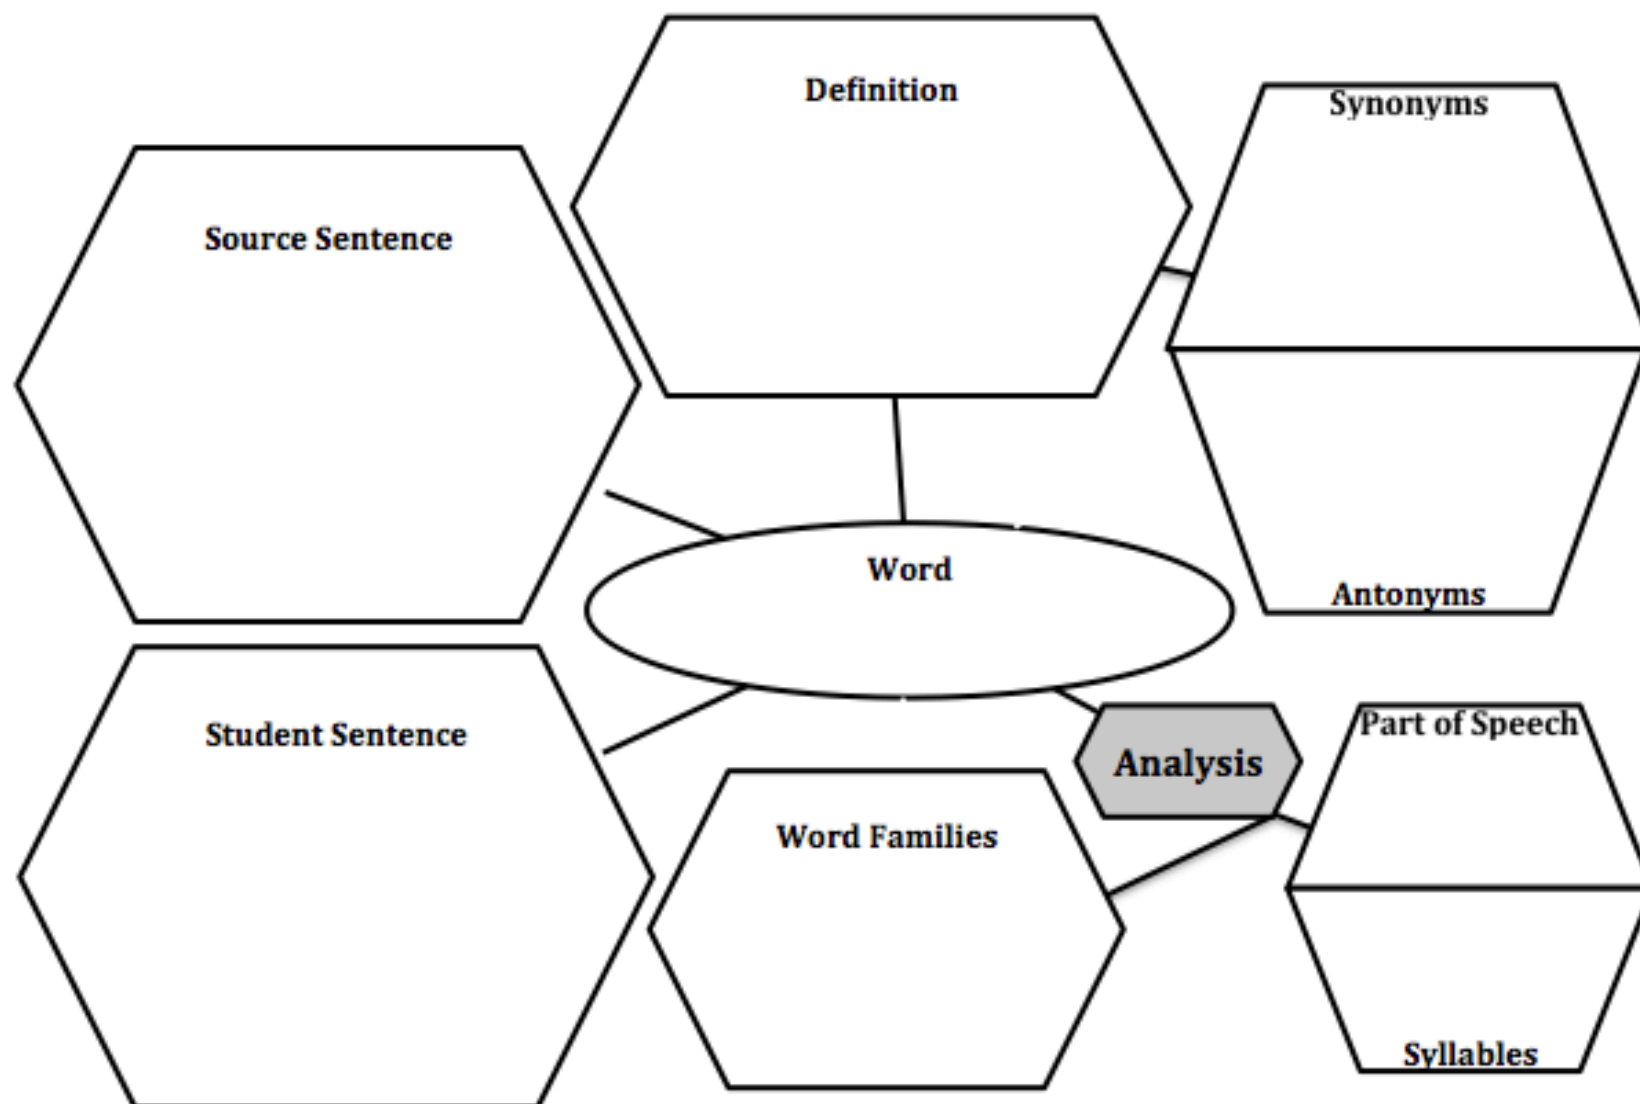 Definition
Synonyms
Source Sentence
Word
Antonyms
Student Sentence
Part of Speech
Analysis
Word Families
Syllables